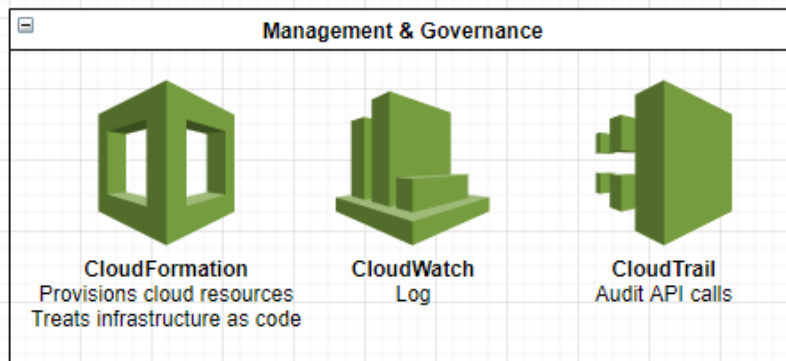 Management & Governance
CloudFormation
Provisions cloud resources
Treats infrastructure as code
CloudWatch
Log
CloudTrail
Audit API calls